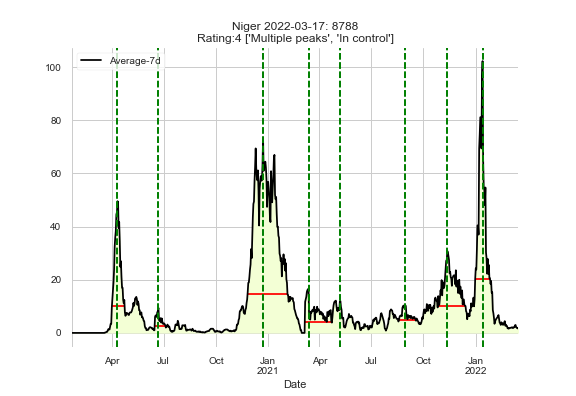 Niger 2022-03-17: 8788
Rating:4 ['Multiple peaks', 'In control']
Average-7d
100
80
60
40
20
0
Apr
Jul
Oct
Jan
2021
Apr
Jul
Oct
Jan
2022
Date